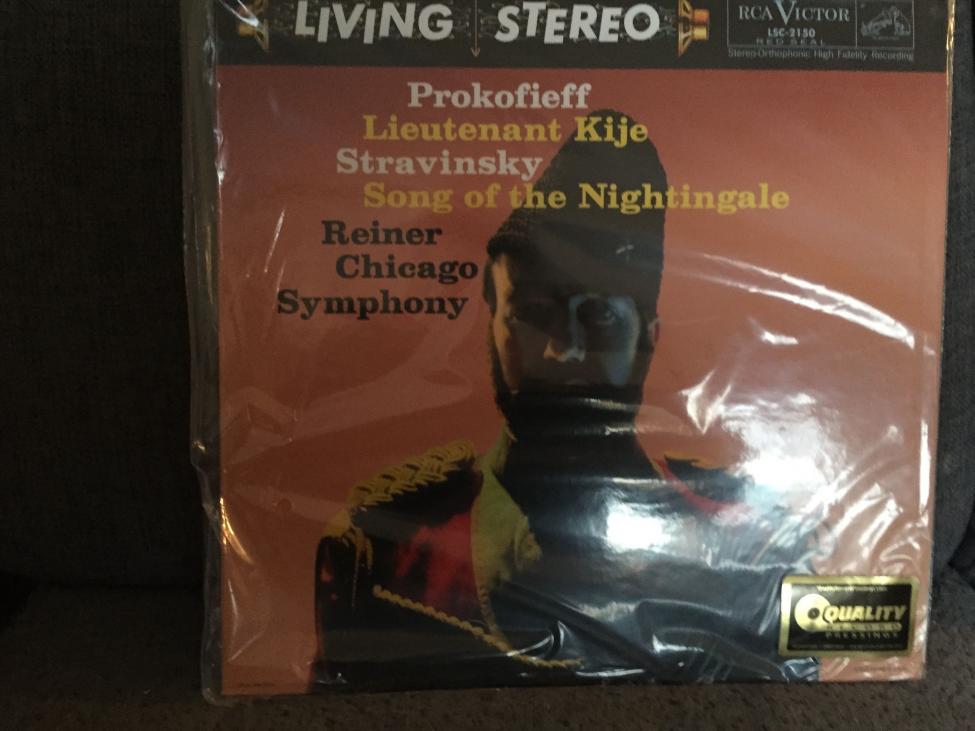 LIVING STEREO
RCA VICTOR
LSC-2150
RED SEAL
Stereo-Orthophonic High Fidelity Recording
Prokofieff
Lieutenant Kije
Stravinsky
Song of the Nightingale
Reiner
Chicago
Symphony
QUALITY
RECORD
PRESSINGS